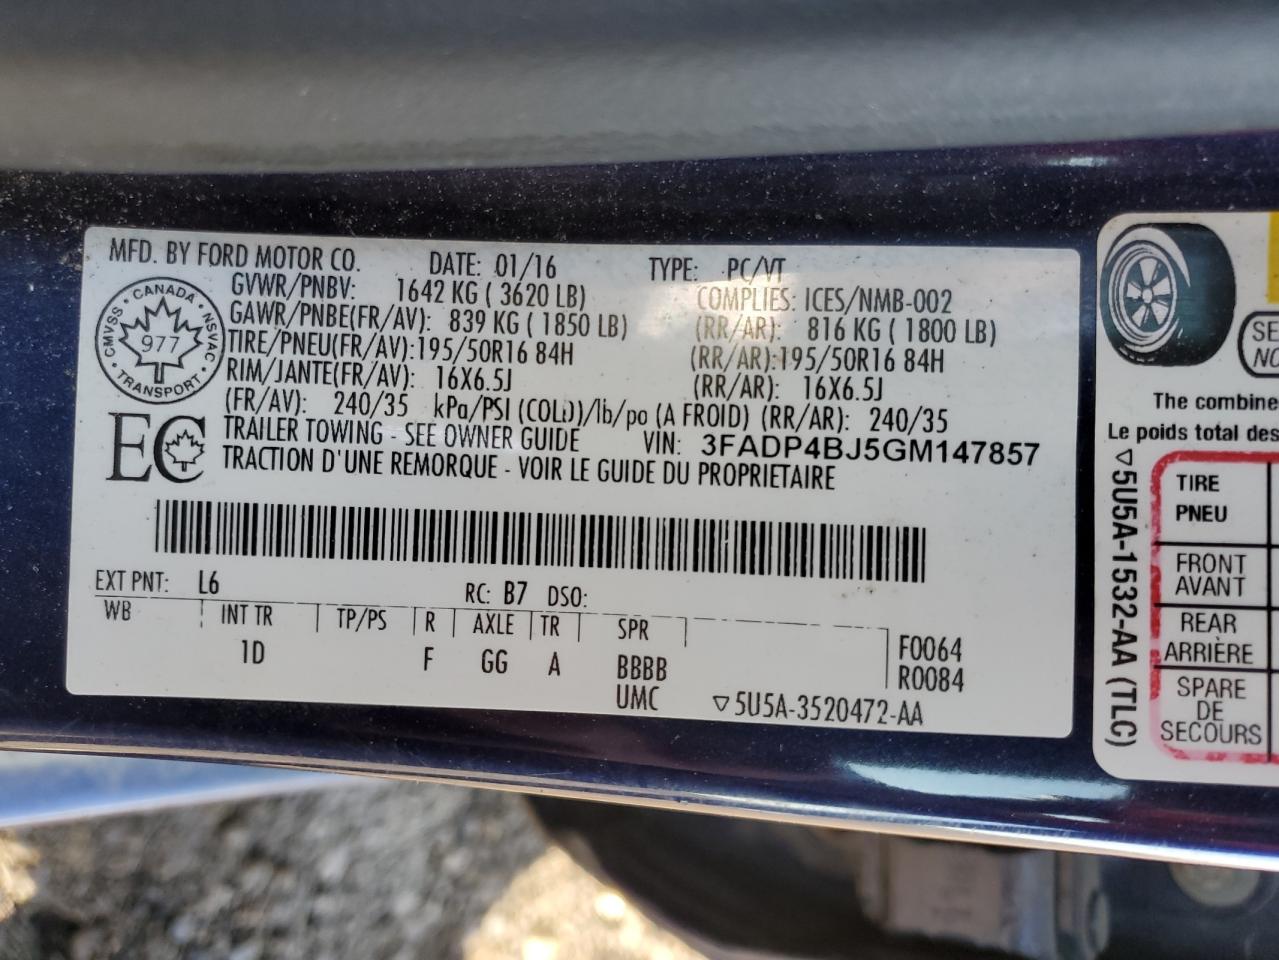 MFD. BY FORD MOTOR CO. DATE: 01/16 TYPE: PC/VT
GVWR/PNBV: 1642 KG ( 3620 LB) COMPLIES: ICES/NMB-002
GAWR/PNBE(FR/AV): 839 KG ( 1850 LB) (RR/AR): 816 KG ( 1800 LB)
TIRE/PNEU(FR/AV): 195/50R16 84H (RR/AR): 195/50R16 84H
RIM/JANTE(FR/AV): 16X6.5J (RR/AR): 16X6.5J
(FR/AV): 240/35 kPa/PSI (COLD)/lb/po (A FROID) (RR/AR): 240/35
TRAILER TOWING - SEE OWNER GUIDE VIN: 3FADP4BJ5GM147857
TRACTION D'UNE REMORQUE - VOIR LE GUIDE DU PROPRIETAIRE
CANADA
CMVSS NSVAC
977
TRANSPORT
EC
EXT PNT: L6 RC: B7 DSO:
WB INT TR TP/PS R AXLE TR SPR
1D F GG A BBBB
UMC
F0064
R0084
▽5U5A-3520472-AA
SE
NO
The combine
Le poids total des
▽5U5A-1532-AA (TLC)
TIRE
PNEU
FRONT
AVANT
REAR
ARRIÈRE
SPARE
DE
SECOURS